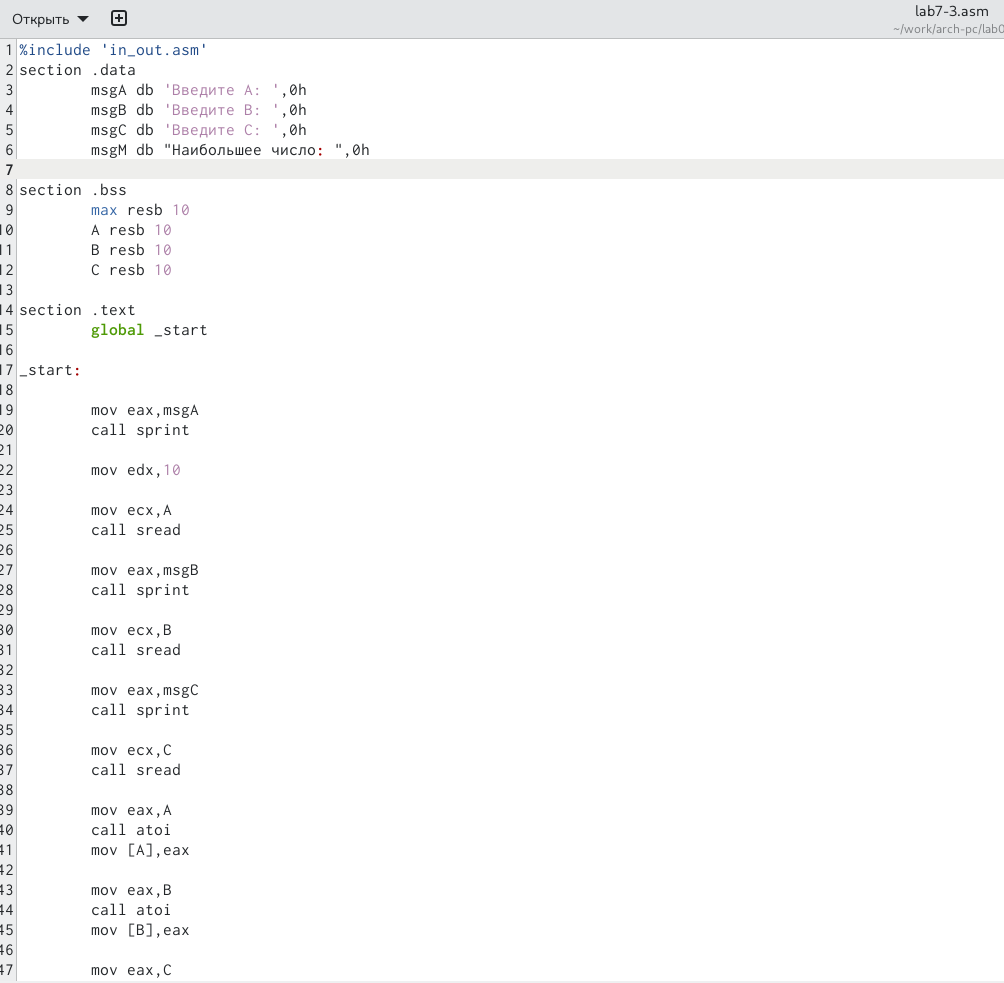 Открыть
lab7-3.asm
~/work/arch-pc/lab0
1 %include 'in_out.asm'
2 section .data
3 msgA db 'Введите A: ',0h
4 msgB db 'Введите B: ',0h
5 msgC db 'Введите C: ',0h
6 msgM db "Наибольшее число: ",0h
7
8 section .bss
9 max resb 10
10 A resb 10
11 B resb 10
12 C resb 10
13
14 section .text
15 global _start
16
17 _start:
18
19 mov eax,msgA
20 call sprint
21
22 mov edx,10
23
24 mov ecx,A
25 call sread
26
27 mov eax,msgB
28 call sprint
29
30 mov ecx,B
31 call sread
32
33 mov eax,msgC
34 call sprint
35
36 mov ecx,C
37 call sread
38
39 mov eax,A
40 call atoi
41 mov [A],eax
42
43 mov eax,B
44 call atoi
45 mov [B],eax
46
47 mov eax,C